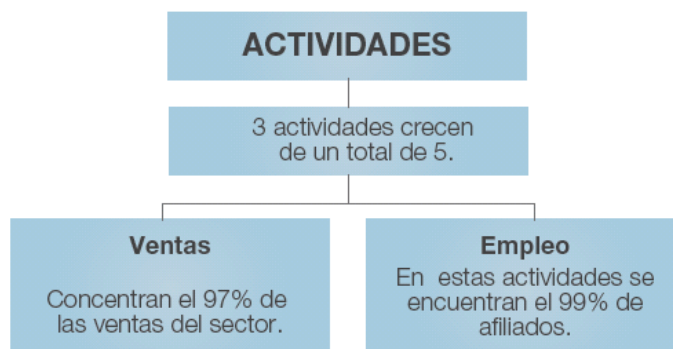 ACTIVIDADES
3 actividades crecen
de un total de 5.
Ventas
Concentran el 97% de
las ventas del sector.
Empleo
En estas actividades se
encuentran el 99% de
afiliados.